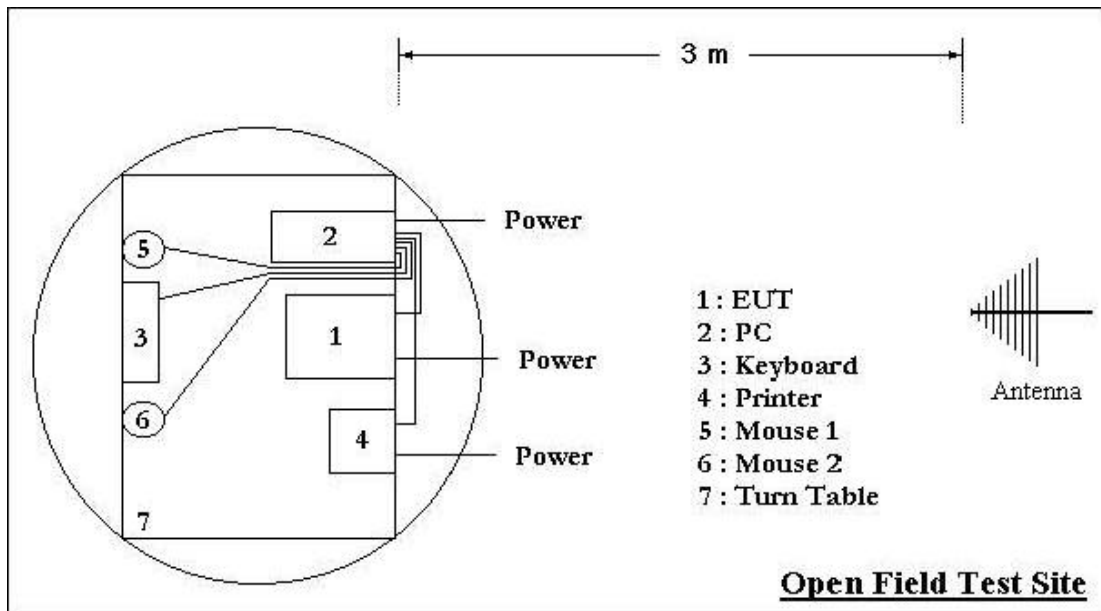 3 m
2
Power
5
3
1
Power
6
4
Power
7
1 : EUT
2 : PC
3 : Keyboard
4 : Printer
5 : Mouse 1
6 : Mouse 2
7 : Turn Table
Antenna
Open Field Test Site